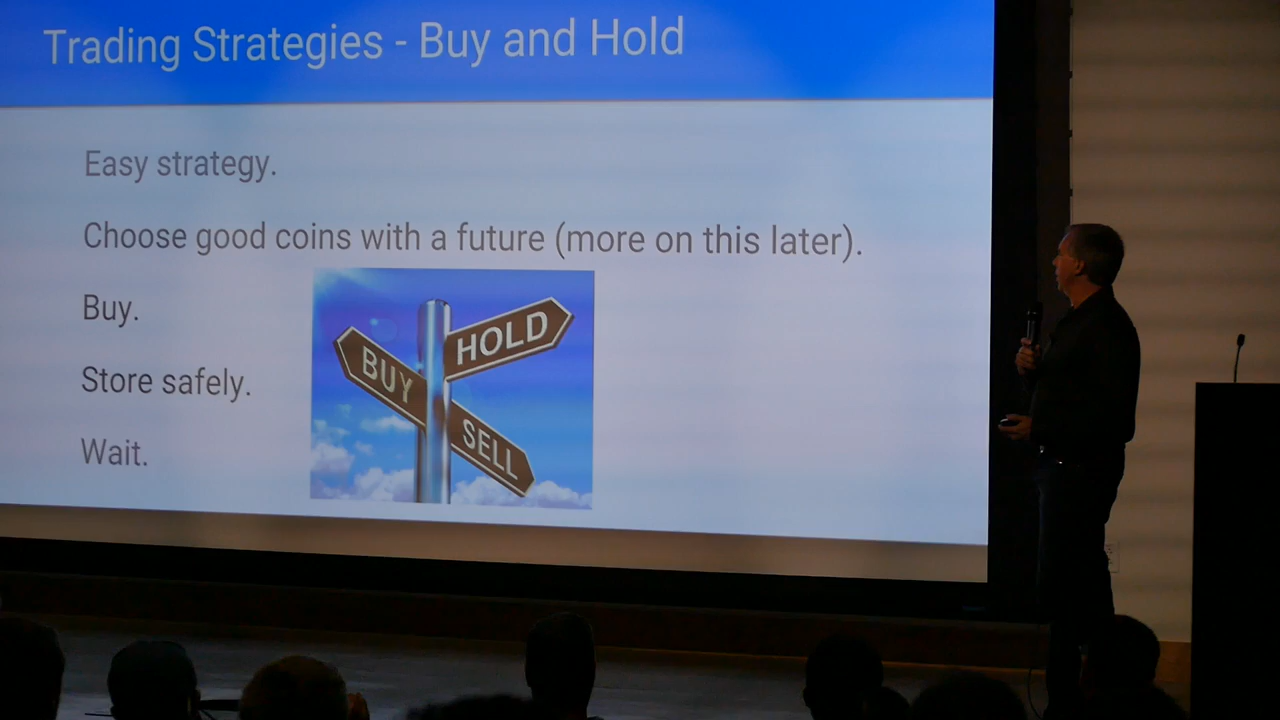 Trading Strategies - Buy and Hold
Easy strategy.
Choose good coins with a future (more on this later).
Buy.
Store safely.
Wait.
HOLD
BUY
SELL